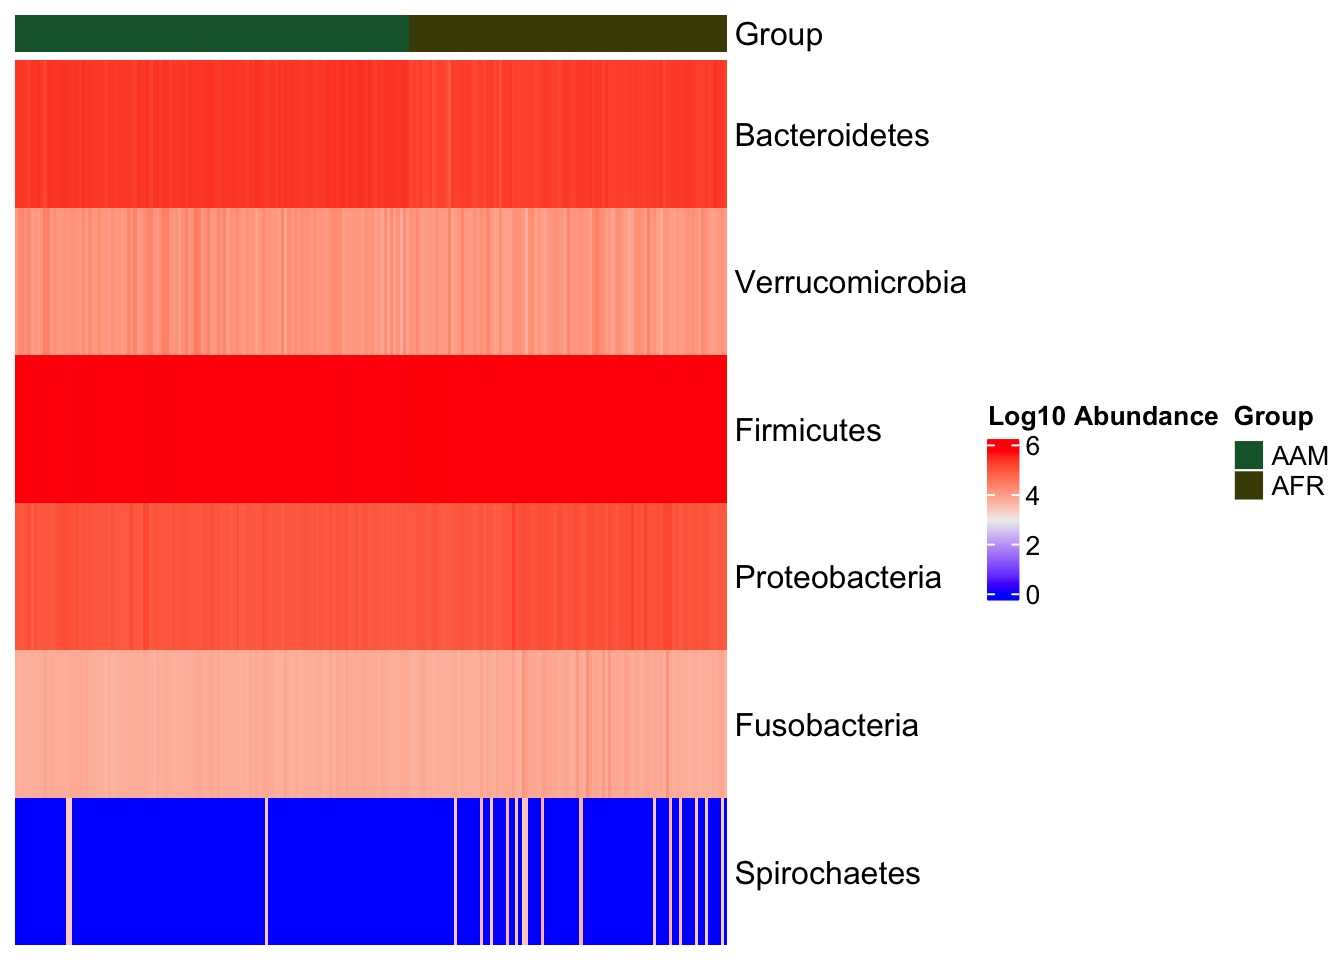 Group
Bacteroidetes
Verrucomicrobia
Firmicutes
Proteobacteria
Fusobacteria
Spirochaetes
Log10 Abundance
6
4
2
0
Group
AAM
AFR